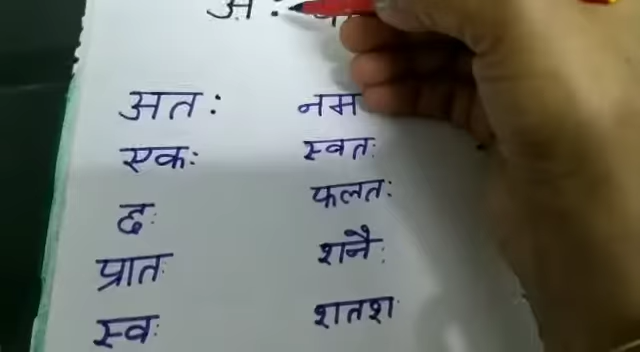 अः
अतः नम
एकः स्वतः
छः फलतः
प्रातः शनैः
स्वः शतशः